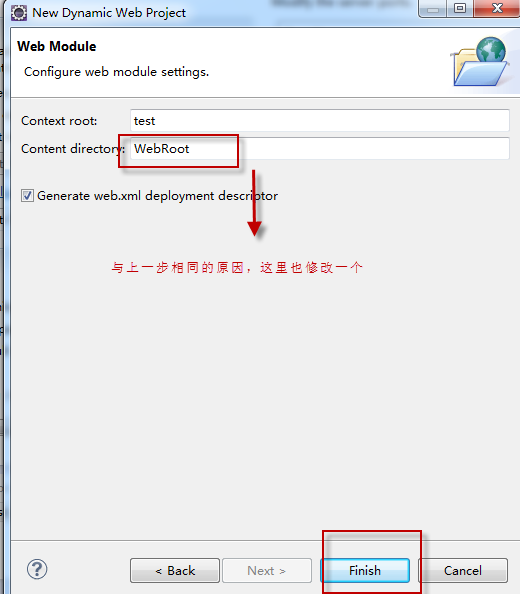 New Dynamic Web Project
Web Module
Configure web module settings.
Context root: test
Content directory: WebRoot
Generate web.xml deployment descriptor
与上一步相同的原因，这里也修改一个
? < Back Next > Finish Cancel